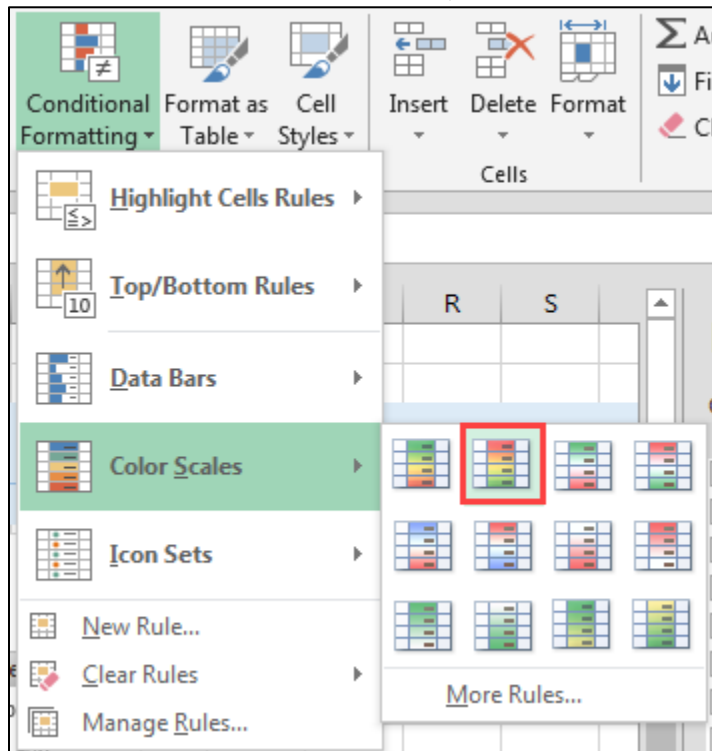 Conditional Formatting
Format as Table
Cell Styles
Insert
Delete
Format
Cells
Highlight Cells Rules
≤>
Top/Bottom Rules
10
R S
Data Bars
Color Scales
Icon Sets
New Rule...
Clear Rules
Manage Rules...
More Rules...